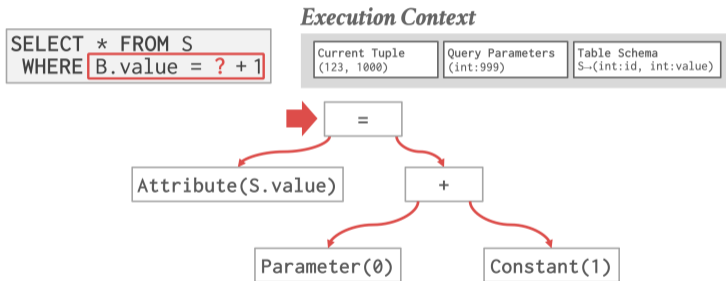 Execution Context
SELECT * FROM S
WHERE B.value = ? + 1
Current Tuple
(123, 1000)
Query Parameters
(int:999)
Table Schema
S→(int:id, int:value)
=
Attribute(S.value)
+
Parameter(0)
Constant(1)